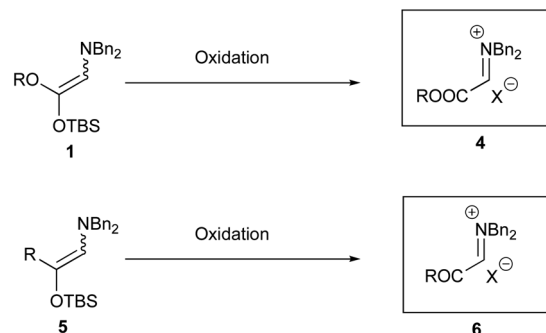 NBn2
RO
OTBS
1
Oxidation
⊕
NBn2
ROOC
X⊖
4
NBn2
R
OTBS
5
Oxidation
⊕
NBn2
ROC
X⊖
6